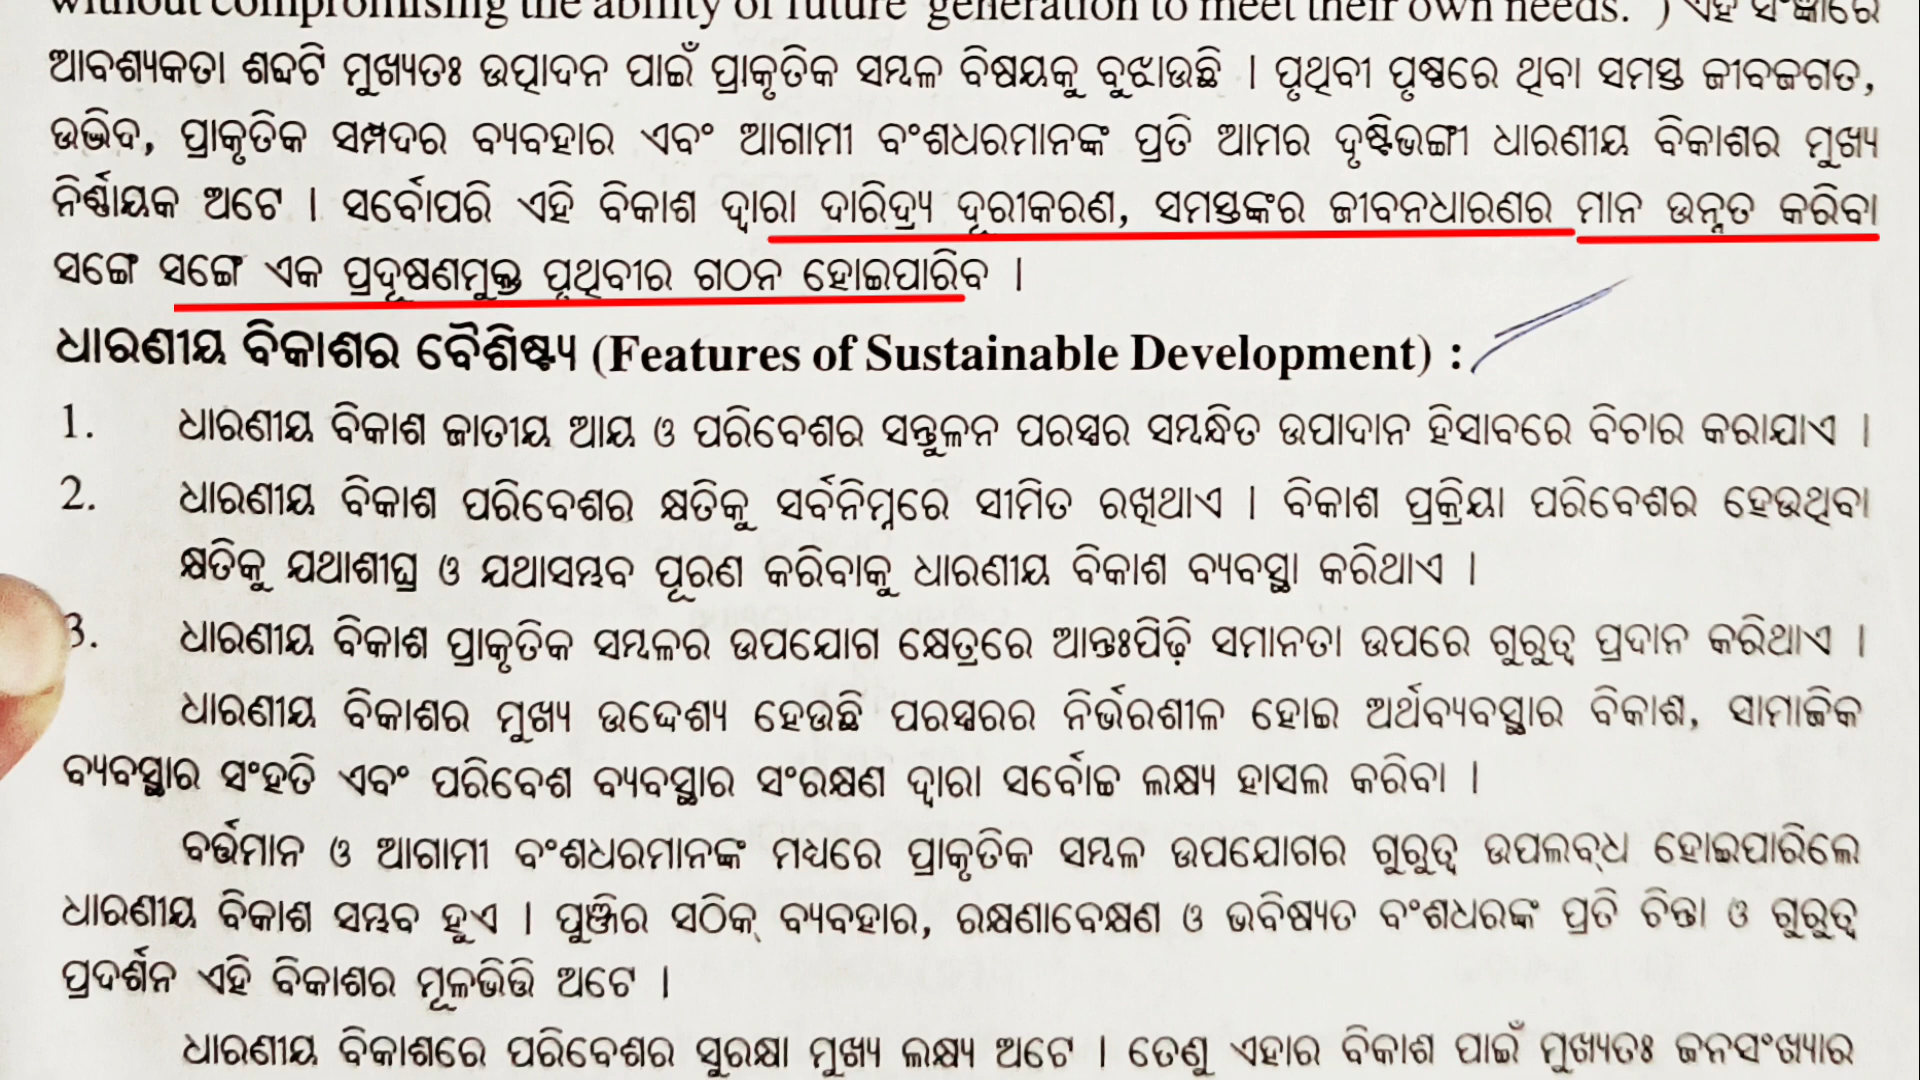 without compromising the ability of future generation to meet their own needs.") ଏହି ସଂଜ୍ଞାରେ
ଆବଶ୍ୟକତା ଶବ୍ଦଟି ମୁଖ୍ୟତଃ ଉତ୍ପାଦନ ପାଇଁ ପ୍ରାକୃତିକ ସମ୍ବଳ ବିଷୟକୁ ବୁଝାଉଛି । ପୃଥିବୀ ପୃଷ୍ଠରେ ଥିବା ସମସ୍ତ ଜୀବଜଗତ,
ଉଦ୍ଭିଦ, ପ୍ରାକୃତିକ ସମ୍ପଦର ବ୍ୟବହାର ଏବଂ ଆଗାମୀ ବଂଶଧରମାନଙ୍କ ପ୍ରତି ଆମର ଦୃଷ୍ଟିଭଙ୍ଗୀ ଧାରଣୀୟ ବିକାଶର ମୁଖ୍ୟ
ନିର୍ଣ୍ଣାୟକ ଅଟେ । ସର୍ବୋପରି ଏହି ବିକାଶ ଦ୍ୱାରା ଦାରିଦ୍ର୍ୟ ଦୂରୀକରଣ, ସମସ୍ତଙ୍କର ଜୀବନଧାରଣର ମାନ ଉନ୍ନତ କରିବା
ସଙ୍ଗେ ସଙ୍ଗେ ଏକ ପ୍ରଦୂଷଣମୁକ୍ତ ପୃଥିବୀର ଗଠନ ହୋଇପାରିବ ।
ଧାରଣୀୟ ବିକାଶର ବୈଶିଷ୍ଟ୍ୟ (Features of Sustainable Development) :
1. ଧାରଣୀୟ ବିକାଶ ଜାତୀୟ ଆୟ ଓ ପରିବେଶର ସନ୍ତୁଳନ ପରସ୍ପର ସମ୍ବନ୍ଧିତ ଉପାଦାନ ହିସାବରେ ବିଚାର କରାଯାଏ ।
2. ଧାରଣୀୟ ବିକାଶ ପରିବେଶର କ୍ଷତିକୁ ସର୍ବନିମ୍ନରେ ସୀମିତ ରଖିଥାଏ । ବିକାଶ ପ୍ରକ୍ରିୟା ପରିବେଶର ହେଉଥିବା
କ୍ଷତିକୁ ଯଥାଶୀଘ୍ର ଓ ଯଥାସମ୍ଭବ ପୂରଣ କରିବାକୁ ଧାରଣୀୟ ବିକାଶ ବ୍ୟବସ୍ଥା କରିଥାଏ ।
3. ଧାରଣୀୟ ବିକାଶ ପ୍ରାକୃତିକ ସମ୍ବଳର ଉପଯୋଗ କ୍ଷେତ୍ରରେ ଆନ୍ତଃପିଢ଼ି ସମାନତା ଉପରେ ଗୁରୁତ୍ୱ ପ୍ରଦାନ କରିଥାଏ ।
ଧାରଣୀୟ ବିକାଶର ମୁଖ୍ୟ ଉଦ୍ଦେଶ୍ୟ ହେଉଛି ପରସ୍ପରର ନିର୍ଭରଶୀଳ ହୋଇ ଅର୍ଥବ୍ୟବସ୍ଥାର ବିକାଶ, ସାମାଜିକ
ବ୍ୟବସ୍ଥାର ସଂହତି ଏବଂ ପରିବେଶ ବ୍ୟବସ୍ଥାର ସଂରକ୍ଷଣ ଦ୍ୱାରା ସର୍ବୋଚ୍ଚ ଲକ୍ଷ୍ୟ ହାସଲ କରିବା ।
ବର୍ତ୍ତମାନ ଓ ଆଗାମୀ ବଂଶଧରମାନଙ୍କ ମଧ୍ୟରେ ପ୍ରାକୃତିକ ସମ୍ବଳ ଉପଯୋଗର ଗୁରୁତ୍ୱ ଉପଲବ୍ଧ ହୋଇପାରିଲେ
ଧାରଣୀୟ ବିକାଶ ସମ୍ଭବ ହୁଏ । ପୁଞ୍ଜିର ସଠିକ୍ ବ୍ୟବହାର, ରକ୍ଷଣାବେକ୍ଷଣ ଓ ଭବିଷ୍ୟତ ବଂଶଧରଙ୍କ ପ୍ରତି ଚିନ୍ତା ଓ ଗୁରୁତ୍ୱ
ପ୍ରଦର୍ଶନ ଏହି ବିକାଶର ମୂଳଭିତ୍ତି ଅଟେ ।
ଧାରଣୀୟ ବିକାଶରେ ପରିବେଶର ସୁରକ୍ଷା ମୁଖ୍ୟ ଲକ୍ଷ୍ୟ ଅଟେ । ତେଣୁ ଏହାର ବିକାଶ ପାଇଁ ମୁଖ୍ୟତଃ ଜନସଂଖ୍ୟାର